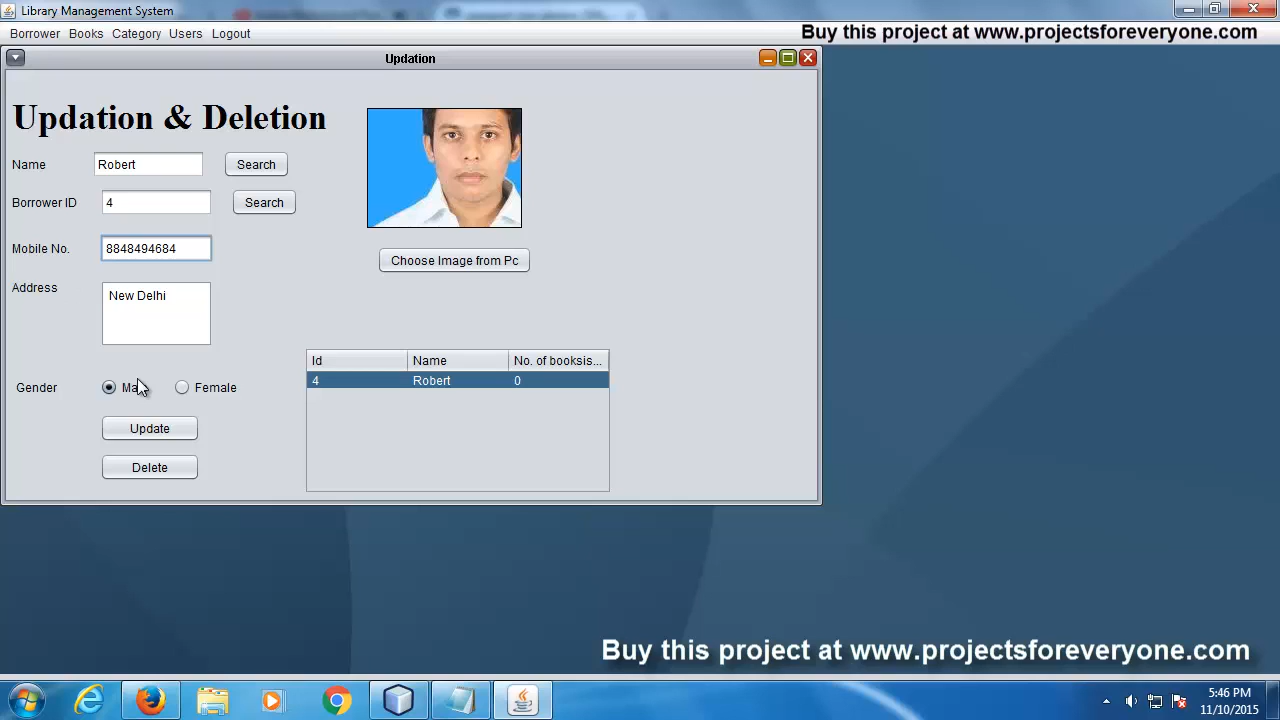 Library Management System
Borrower Books Category Users Logout
Buy this project at www.projectsforeveryone.com
Updation
Updation & Deletion
Name Robert Search
Borrower ID 4 Search
Mobile No. 8848494684
Choose Image from Pc
Address New Delhi
Id Name No. of booksis...
4 Robert 0
Gender Female
Update
Delete
Buy this project at www.projectsforeveryone.com
5:46 PM
11/10/2015